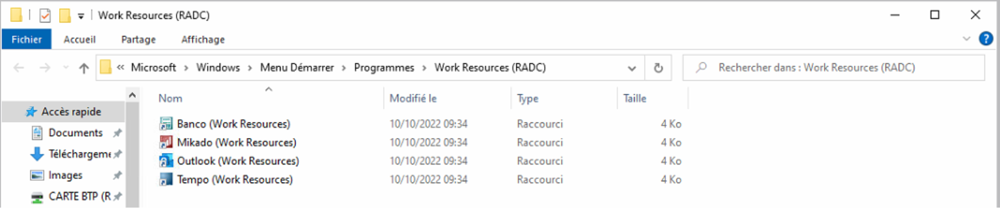 Work Resources (RADC)
Fichier Accueil Partage Affichage
« Microsoft > Windows > Menu Démarrer > Programmes > Work Resources (RADC) Rechercher dans : Work Resources (RADC)
Nom Modifié le Type Taille
Accès rapide
Documents
Téléchargeme
Images
CARTE BTP (R
Banco (Work Resources) 10/10/2022 09:34 Raccourci 4 Ko
Mikado (Work Resources) 10/10/2022 09:34 Raccourci 4 Ko
Outlook (Work Resources) 10/10/2022 09:34 Raccourci 4 Ko
Tempo (Work Resources) 10/10/2022 09:34 Raccourci 4 Ko